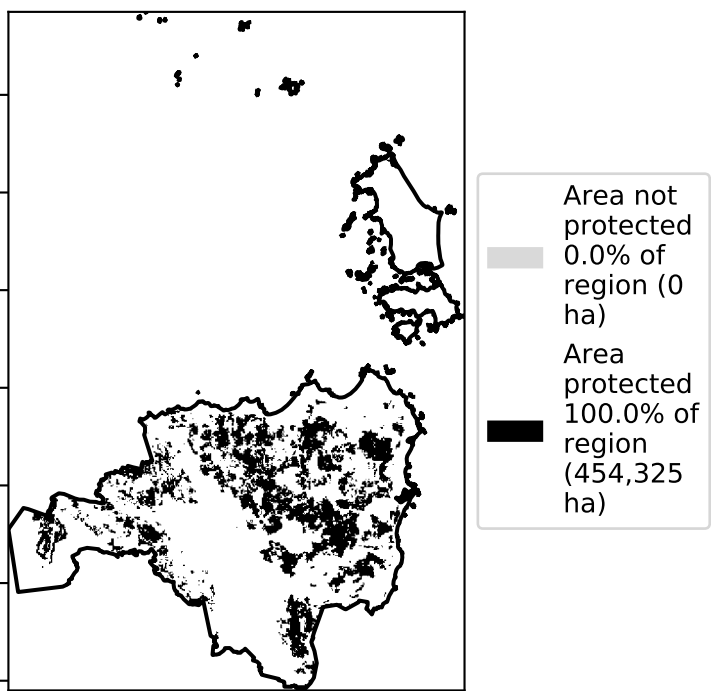 Area not
protected
0.0% of
region (0
ha)
Area
protected
100.0% of
region
(454,325
ha)